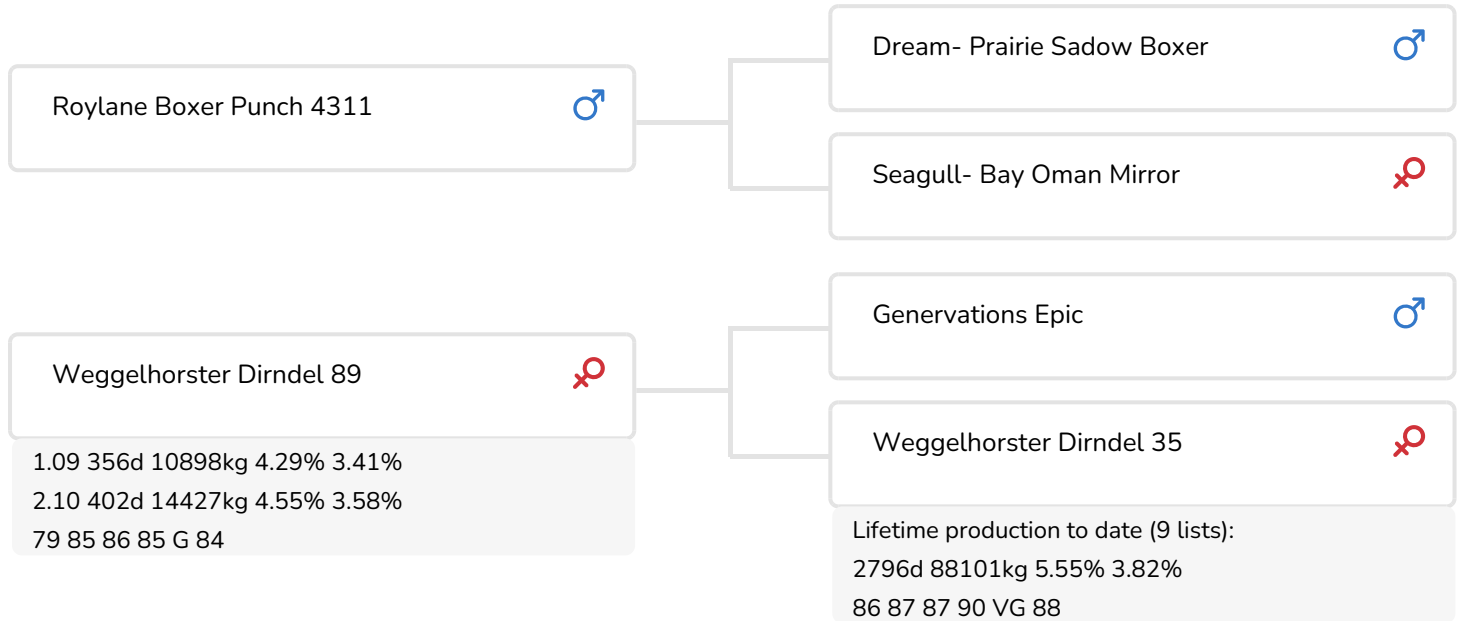 Dream- Prairie Sadow Boxer
Roylane Boxer Punch 4311
Seagull- Bay Oman Mirror
Genervations Epic
Weggelhorster Dirndel 89
1.09 356d 10898kg 4.29% 3.41%
2.10 402d 14427kg 4.55% 3.58%
79 85 86 85 G 84
Weggelhorster Dirndel 35
Lifetime production to date (9 lists):
2796d 88101kg 5.55% 3.82%
86 87 87 90 VG 88